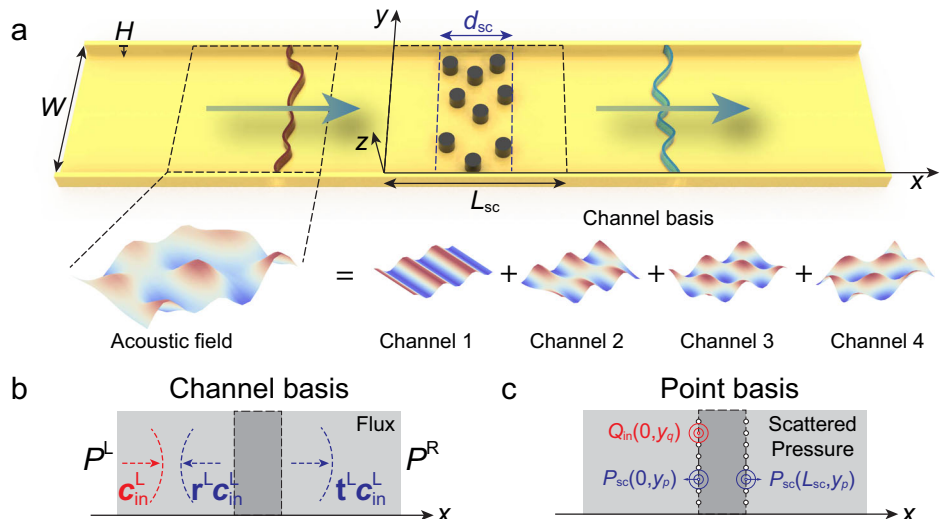 a
H
y
d_sc
W
z
x
L_sc
Channel basis
=
+
+
+
Acoustic field
Channel 1
Channel 2
Channel 3
Channel 4
b
Channel basis
Flux
P^L
c_in^L
r^L c_in^L
t^L c_in^L
P^R
x
c
Point basis
Q_in(0,y_q)
Scattered
Pressure
P_sc(0,y_p)
P_sc(L_sc,y_p)
x